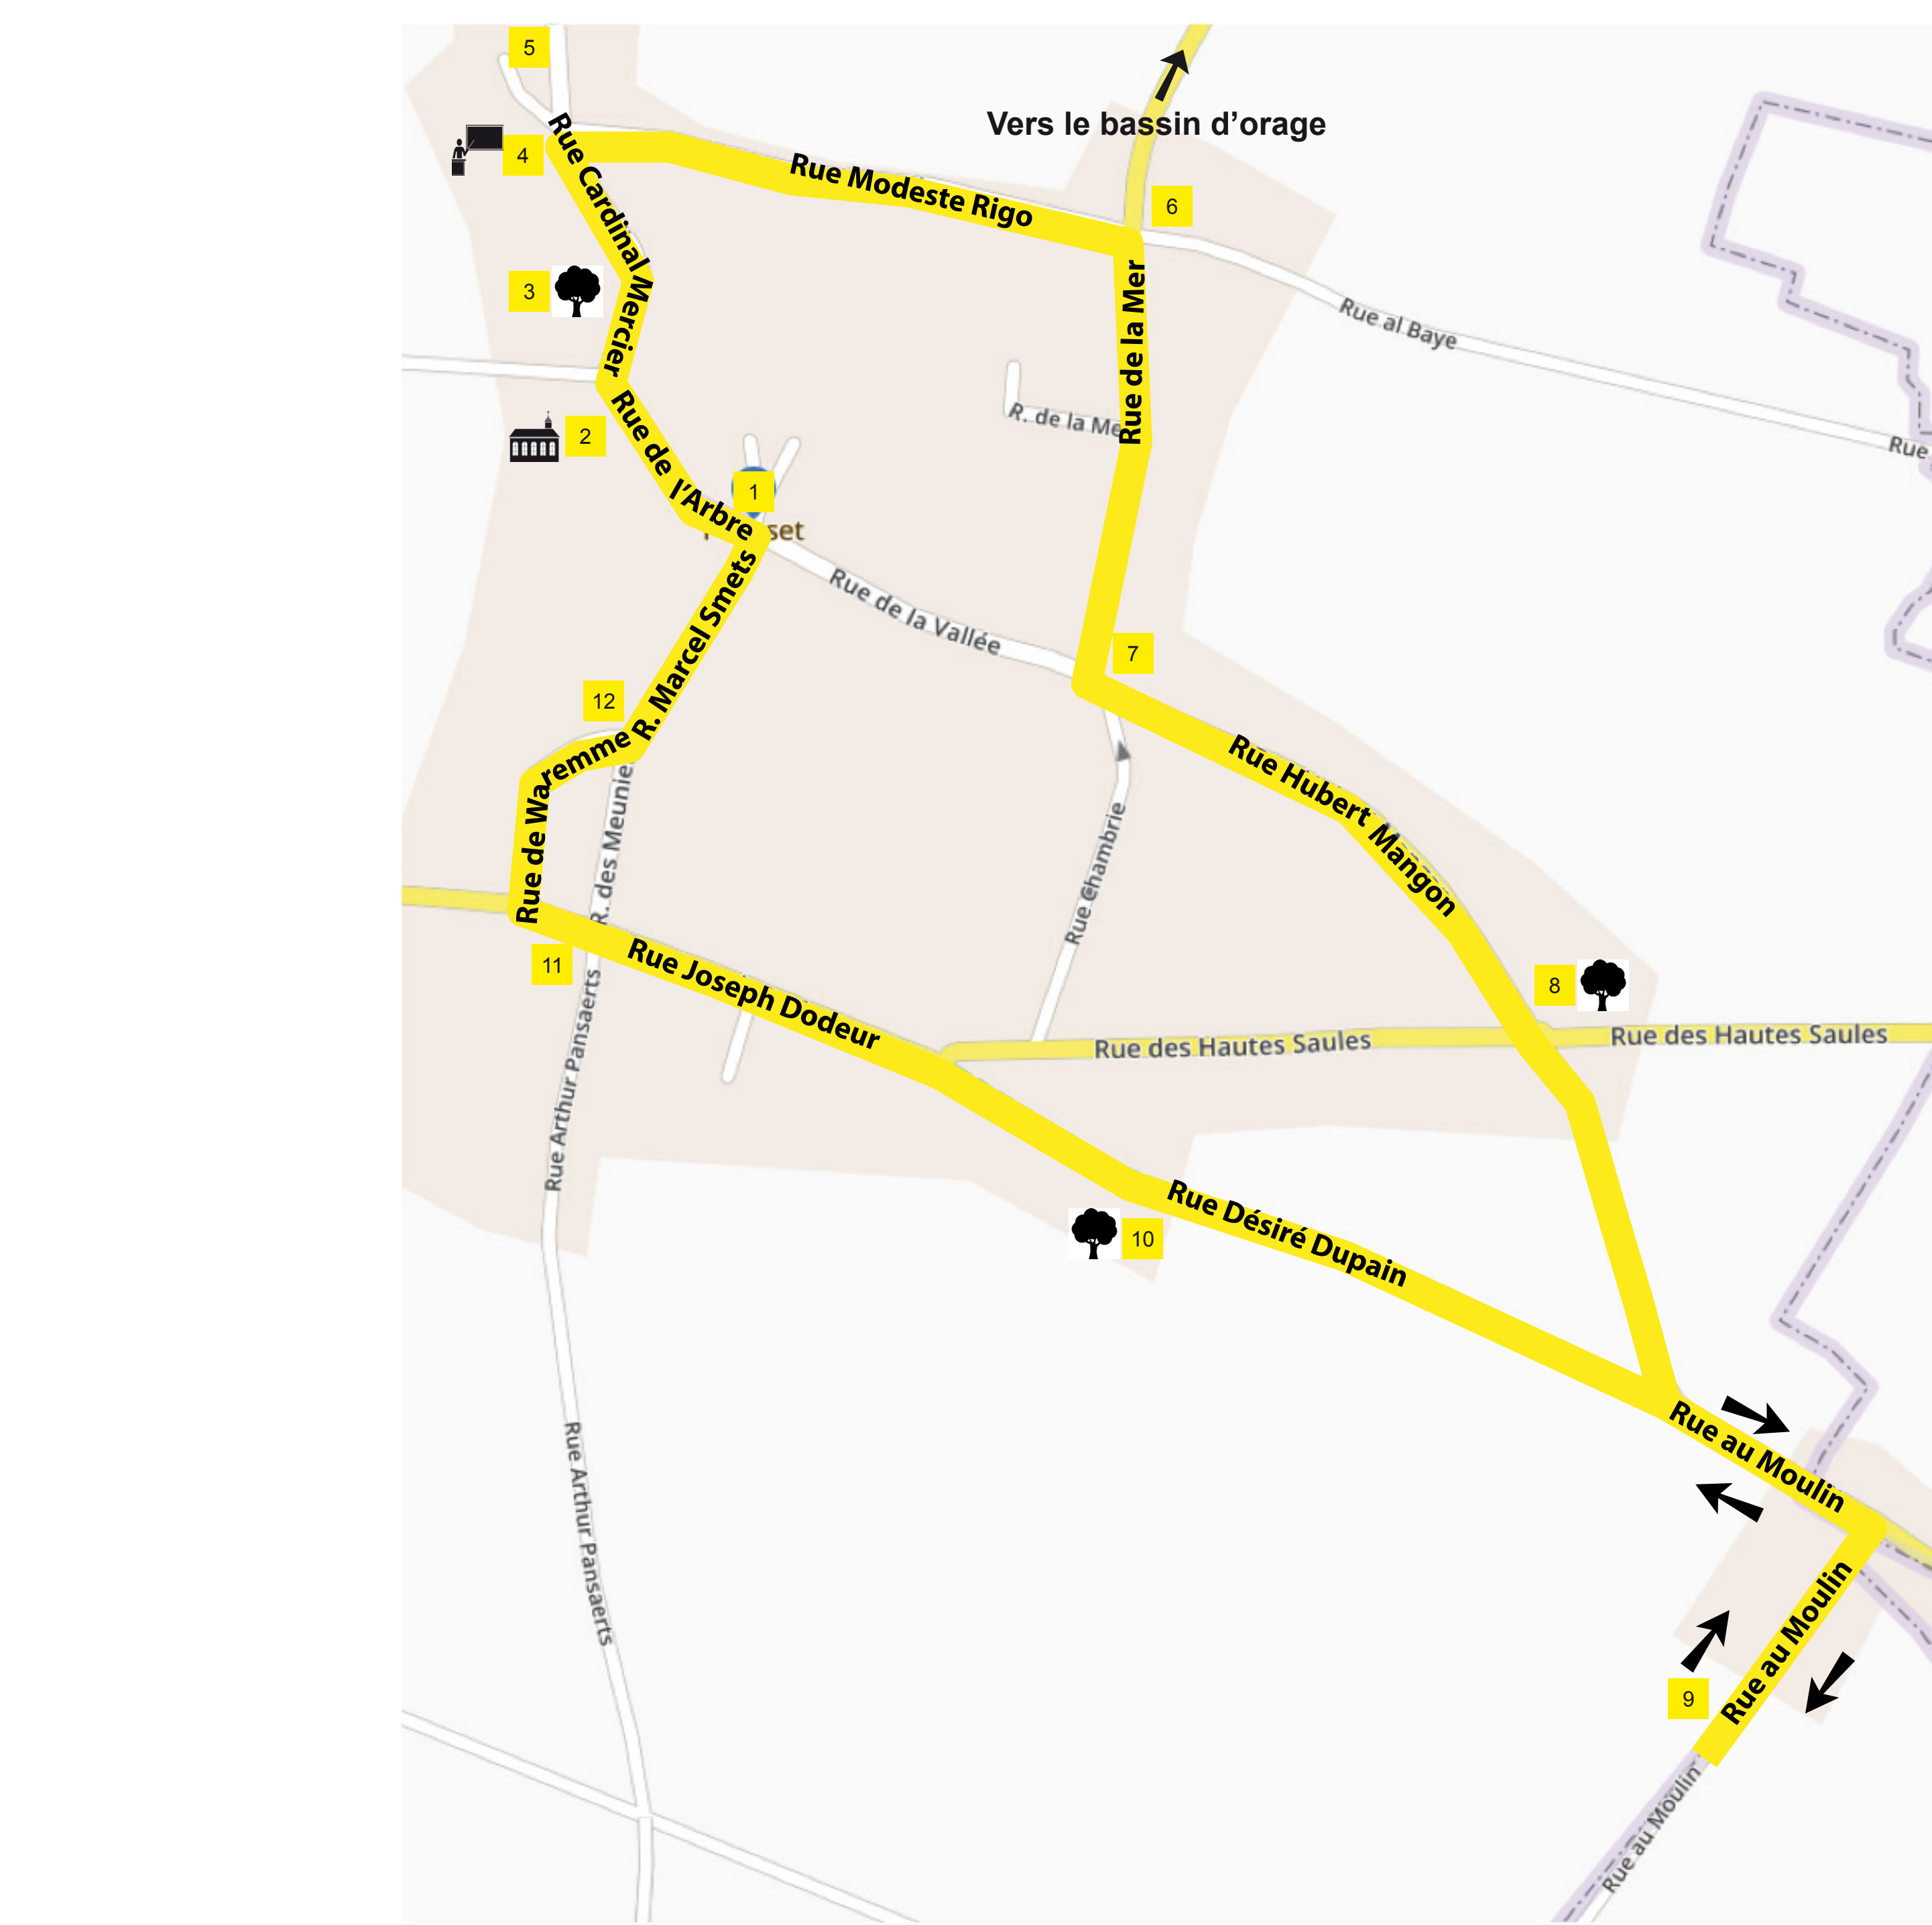 5
Vers le bassin d'orage
4
Rue Cardinal Mercier
Rue Modeste Rigo
6
3
Rue de la Mer
Rue al Baye
R. de la Me
Rue
2
Rue de l'Arbre
1
set
R. Marcel Smets
Rue de la Vallée
7
12
Rue de Waremme
R. des Meunie
Rue Hubert Mangon
Rue Chambrie
11
Rue Joseph Dodeur
8
Rue des Hautes Saules
Rue des Hautes Saules
Rue Arthur Pansaerts
10
Rue Désiré Dupain
Rue au Moulin
Rue Arthur Pansaerts
Rue au Moulin
9
Rue au Moulin